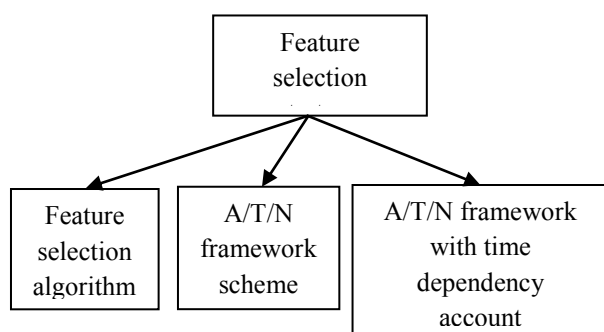 Feature
selection
Feature
selection
algorithm
A/T/N
framework
scheme
A/T/N framework
with time
dependency
account